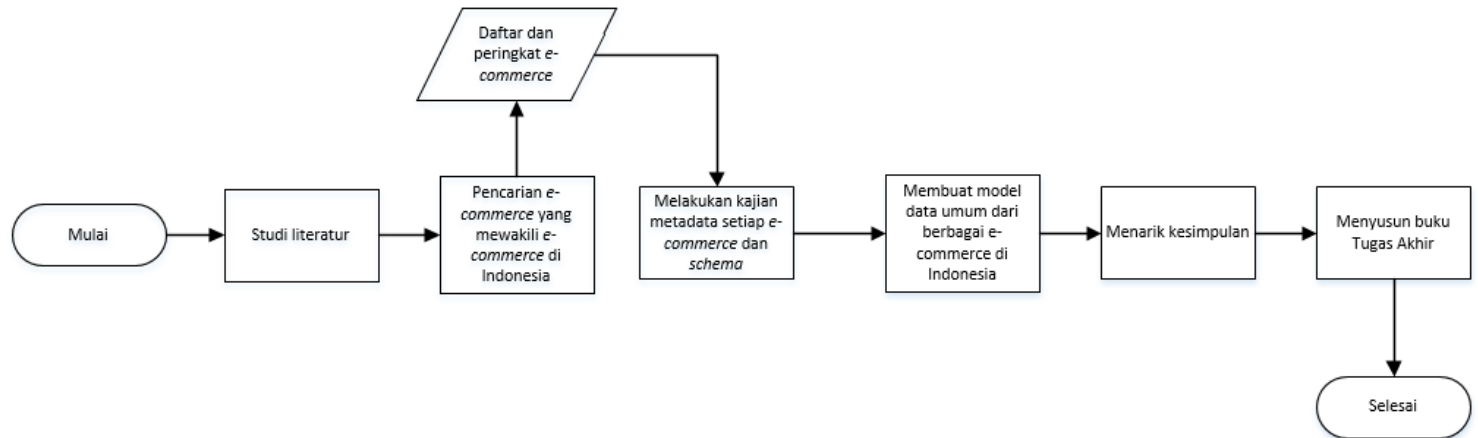 Mulai
Studi literatur
Pencarian e-
commerce yang
mewakili e-
commerce di
Indonesia
Daftar dan
peringkat e-
commerce
Melakukan kajian
metadata setiap e-
commerce dan
schema
Membuat model
data umum dari
berbagai e-
commerce di
Indonesia
Menarik kesimpulan
Menyusun buku
Tugas Akhir
Selesai